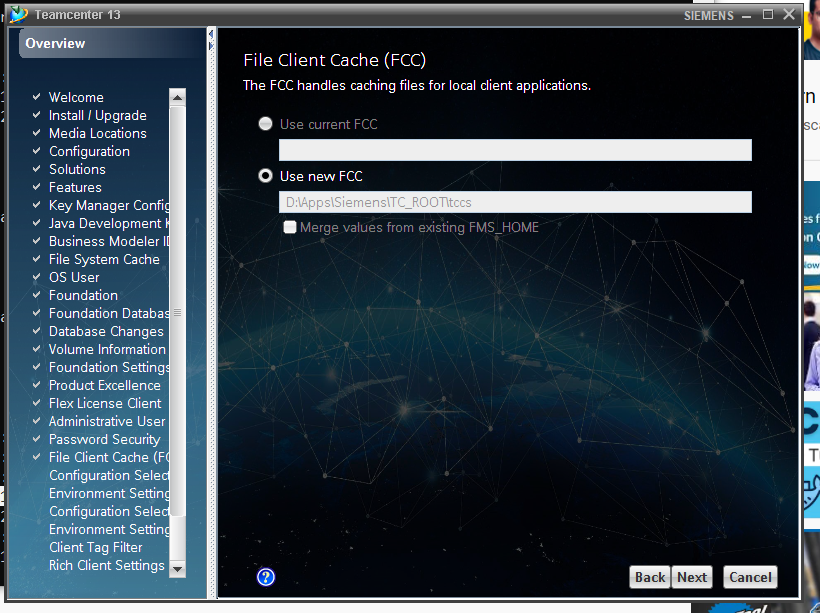 Teamcenter 13
SIEMENS
Overview
Welcome
Install / Upgrade
Media Locations
Configuration
Solutions
Features
Key Manager Config
Java Development K
Business Modeler ID
File System Cache
OS User
Foundation
Foundation Databas
Database Changes
Volume Information
Foundation Settings
Product Excellence
Flex License Client
Administrative User
Password Security
File Client Cache (FC
Configuration Select
Environment Setting
Configuration Select
Environment Setting
Client Tag Filter
Rich Client Settings
File Client Cache (FCC)
The FCC handles caching files for local client applications.
Use current FCC
Use new FCC
D:\Apps\Siemens\TC_ROOT\tccs
Merge values from existing FMS_HOME
?
Back
Next
Cancel